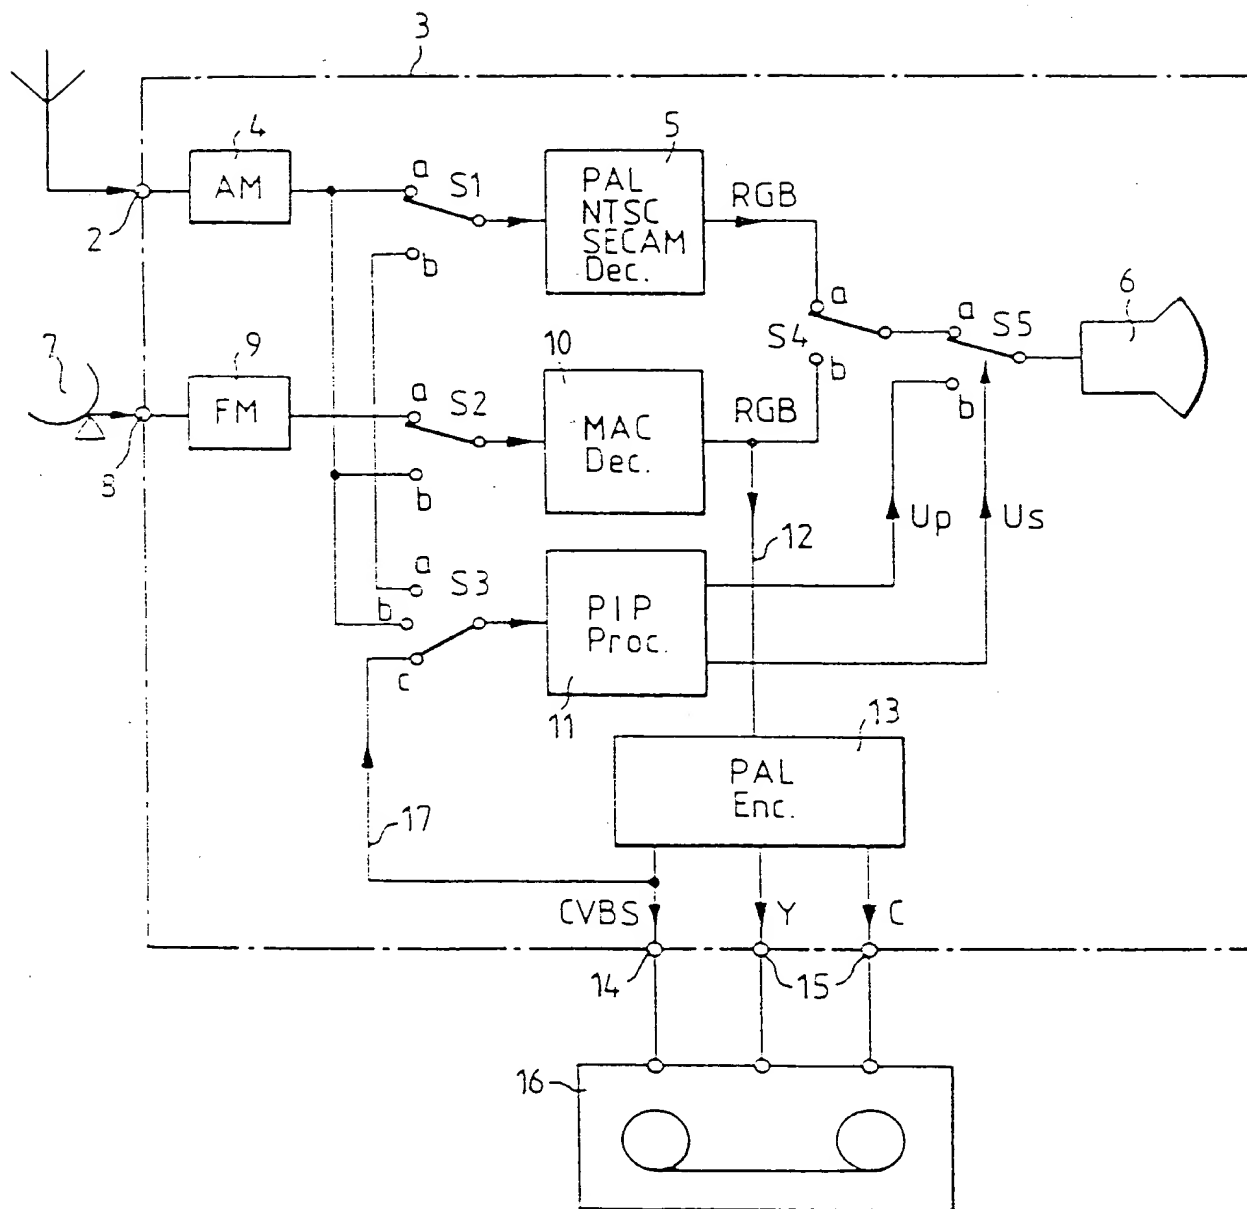 3
4
AM
2
a
S1
b
5
PAL
NTSC
SECAM
Dec.
RGB
a
S4
b
a
S5
b
6
7
8
9
FM
a
S2
b
10
MAC
Dec.
RGB
12
Up
Us
a
b
S3
c
PIP
Proc.
11
13
PAL
Enc.
17
CVBS
Y
C
14
15
16